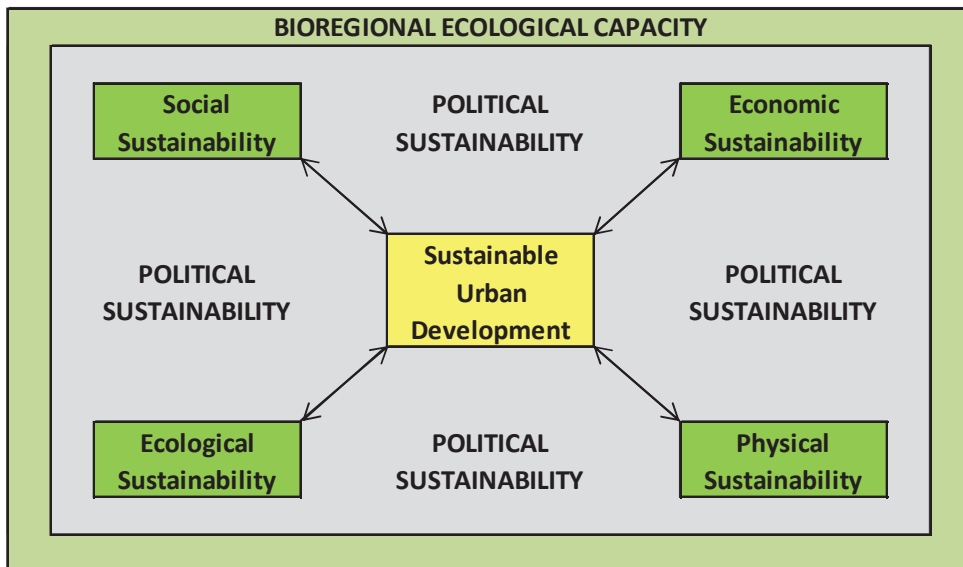 BIOREGIONAL ECOLOGICAL CAPACITY
Social
Sustainability
POLITICAL
SUSTAINABILITY
Economic
Sustainability
POLITICAL
SUSTAINABILITY
Sustainable
Urban
Development
POLITICAL
SUSTAINABILITY
Ecological
Sustainability
POLITICAL
SUSTAINABILITY
Physical
Sustainability